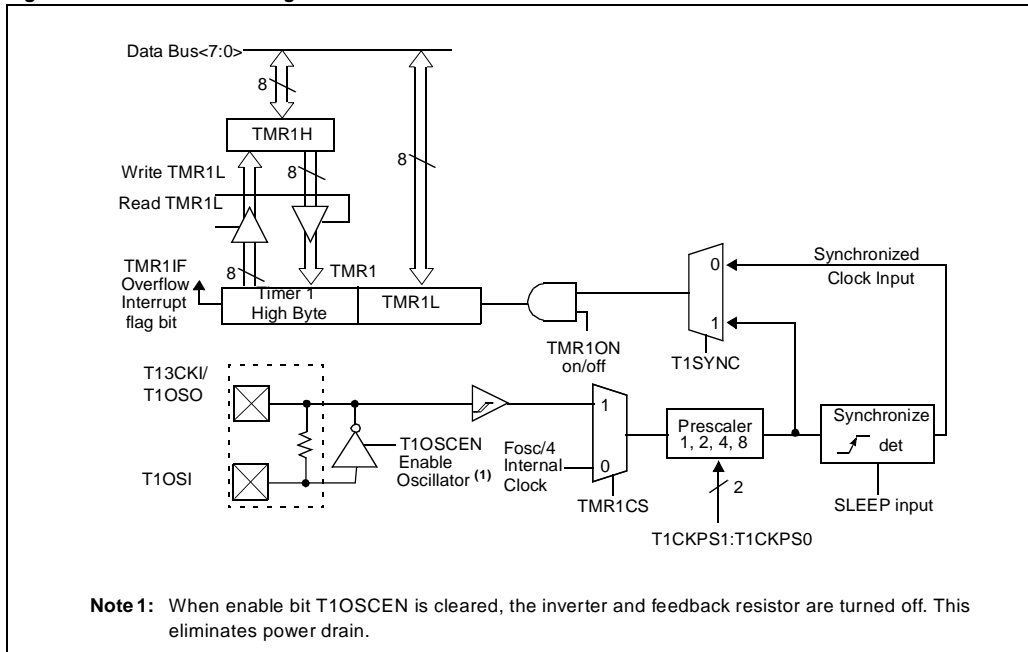 Data Bus<7:0>
8
TMR1H
Write TMR1L
8
8
Read TMR1L
TMR1IF
Overflow
Interrupt
flag bit
8
TMR1
Timer 1
High Byte
TMR1L
TMR1ON
on/off
0
1
T1SYNC
Synchronized
Clock Input
T13CKI/
T1OSO
T1OSI
T1OSCEN
Enable
Oscillator (1)
Fosc/4
Internal
Clock
1
0
TMR1CS
Prescaler
1, 2, 4, 8
2
T1CKPS1:T1CKPS0
Synchronize
det
SLEEP input
Note 1: When enable bit T1OSCEN is cleared, the inverter and feedback resistor are turned off. This
eliminates power drain.